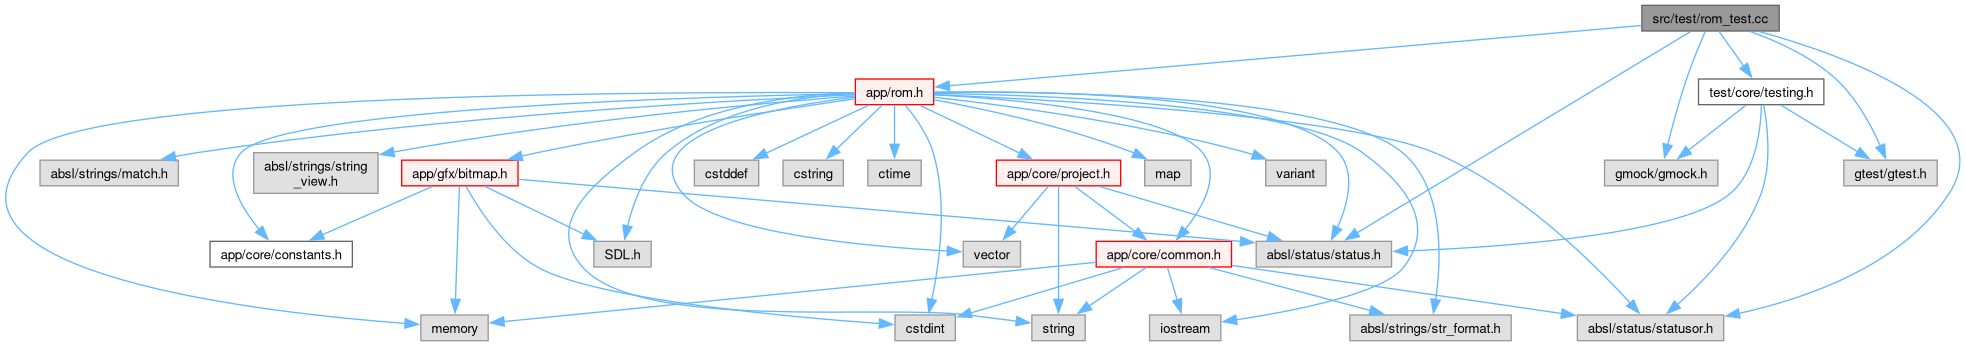 src/test/rom_test.cc
app/rom.h
test/core/testing.h
absl/strings/match.h
absl/strings/string
_view.h
app/gfx/bitmap.h
cstddef
cstring
ctime
app/core/project.h
map
variant
gmock/gmock.h
gtest/gtest.h
app/core/constants.h
SDL.h
vector
app/core/common.h
absl/status/status.h
memory
cstdint
string
iostream
absl/strings/str_format.h
absl/status/statusor.h